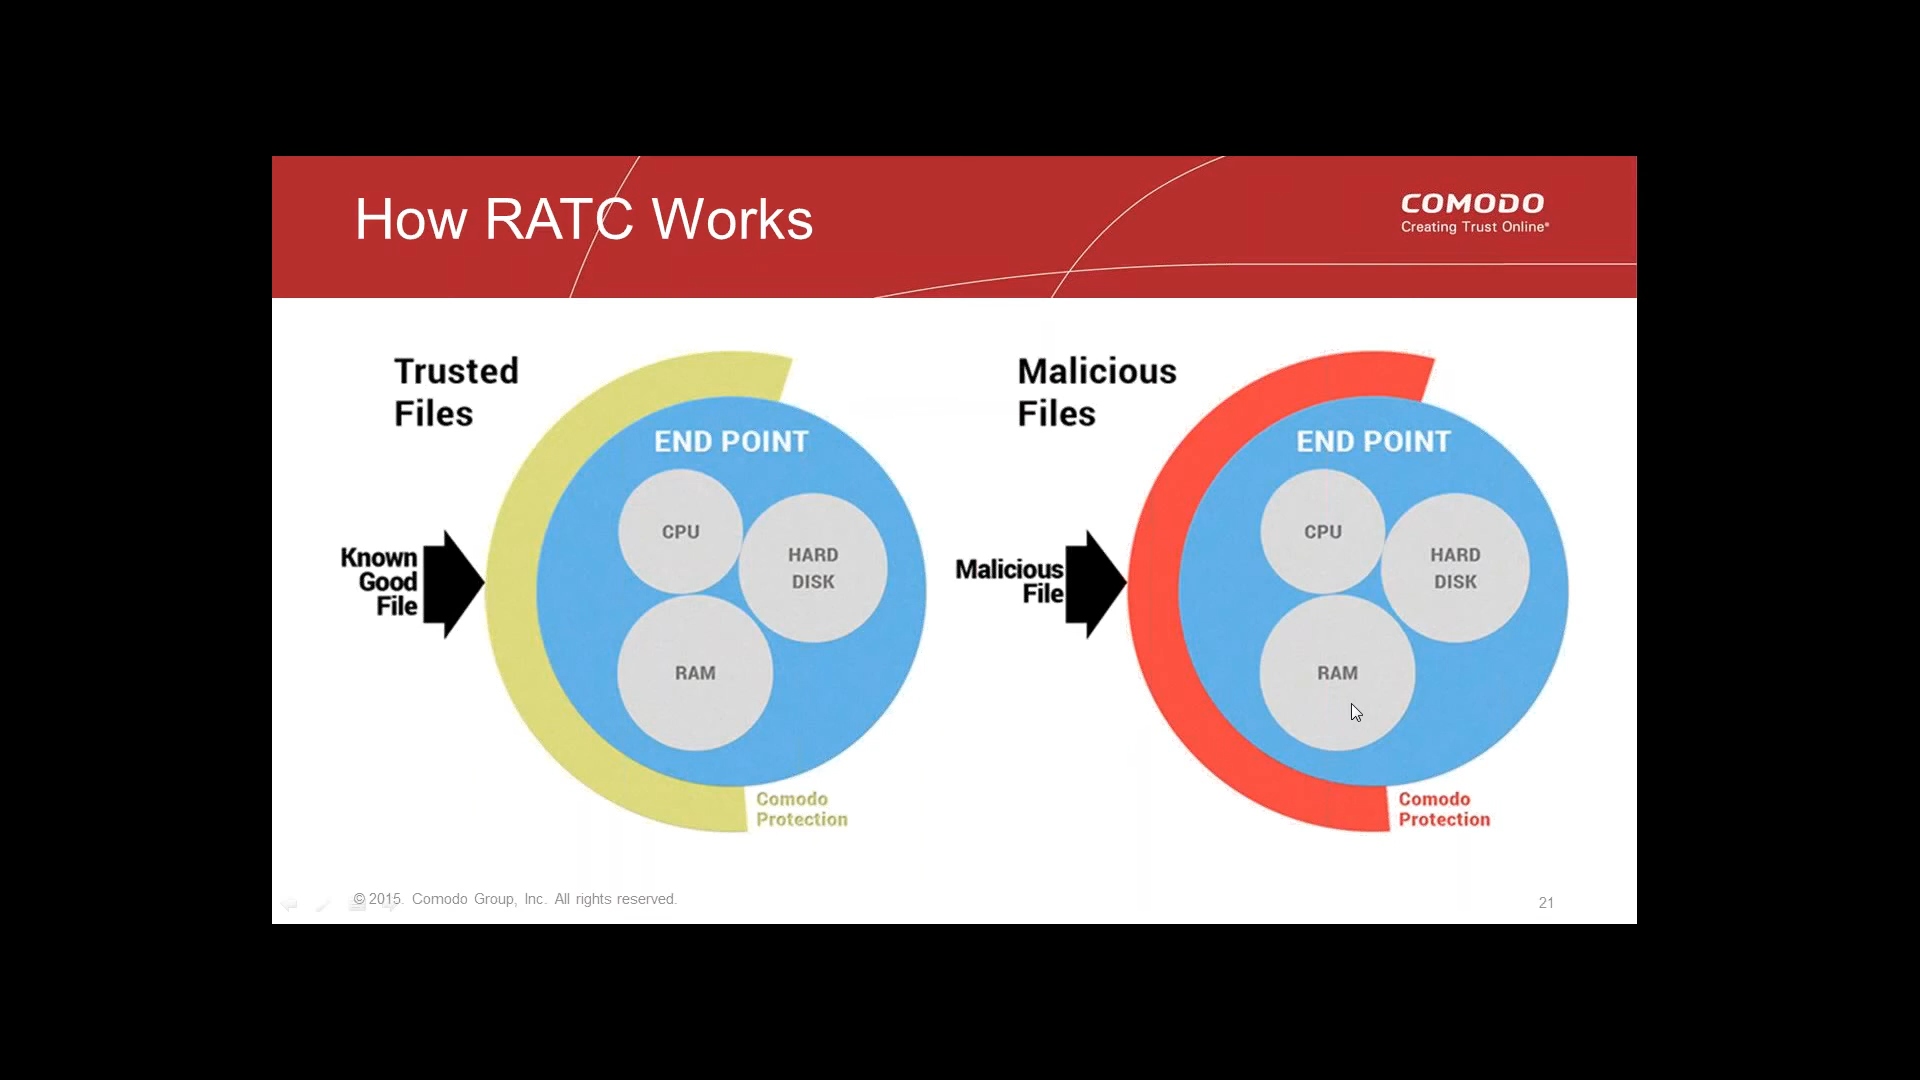 How RATC Works
COMODO
Creating Trust Online®
Trusted
Files
END POINT
CPU
HARD
DISK
RAM
Known
Good
File
Comodo
Protection
Malicious
Files
END POINT
CPU
HARD
DISK
RAM
Malicious
File
Comodo
Protection
© 2015. Comodo Group, Inc. All rights reserved.
21